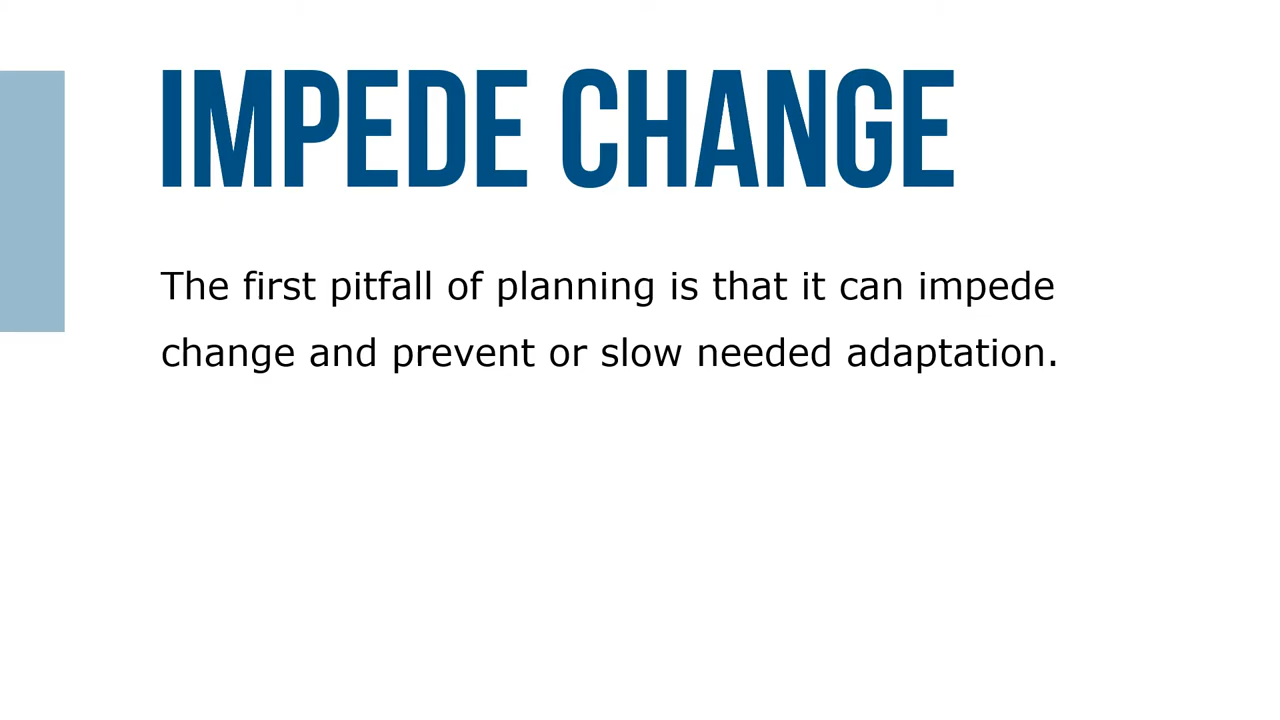 IMPEDE CHANGE
The first pitfall of planning is that it can impede
change and prevent or slow needed adaptation.